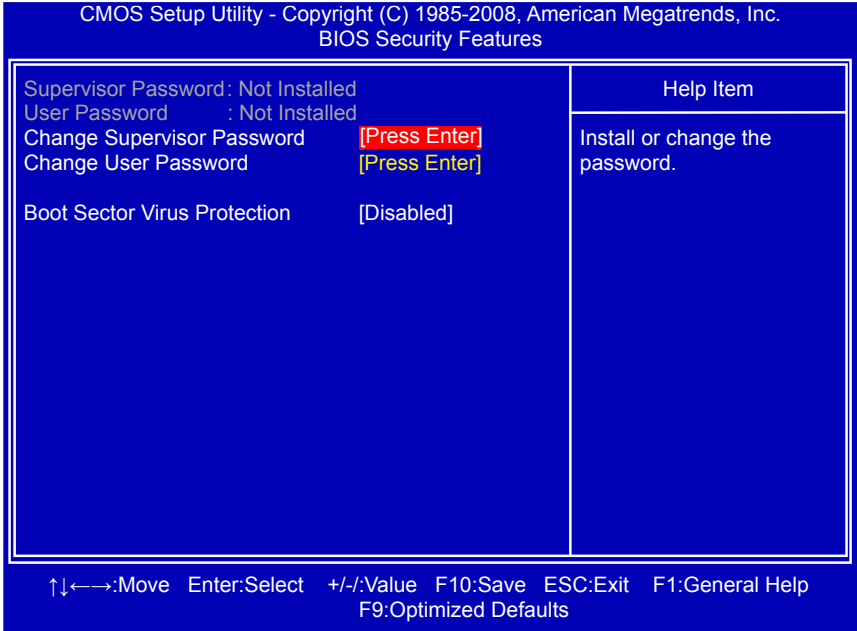 CMOS Setup Utility - Copyright (C) 1985-2008, American Megatrends, Inc.
BIOS Security Features
Supervisor Password : Not Installed
User Password : Not Installed
Change Supervisor Password [Press Enter]
Change User Password [Press Enter]
Boot Sector Virus Protection [Disabled]
Help Item
Install or change the
password.
↑↓←→:Move Enter:Select +/-/:Value F10:Save ESC:Exit F1:General Help
F9:Optimized Defaults